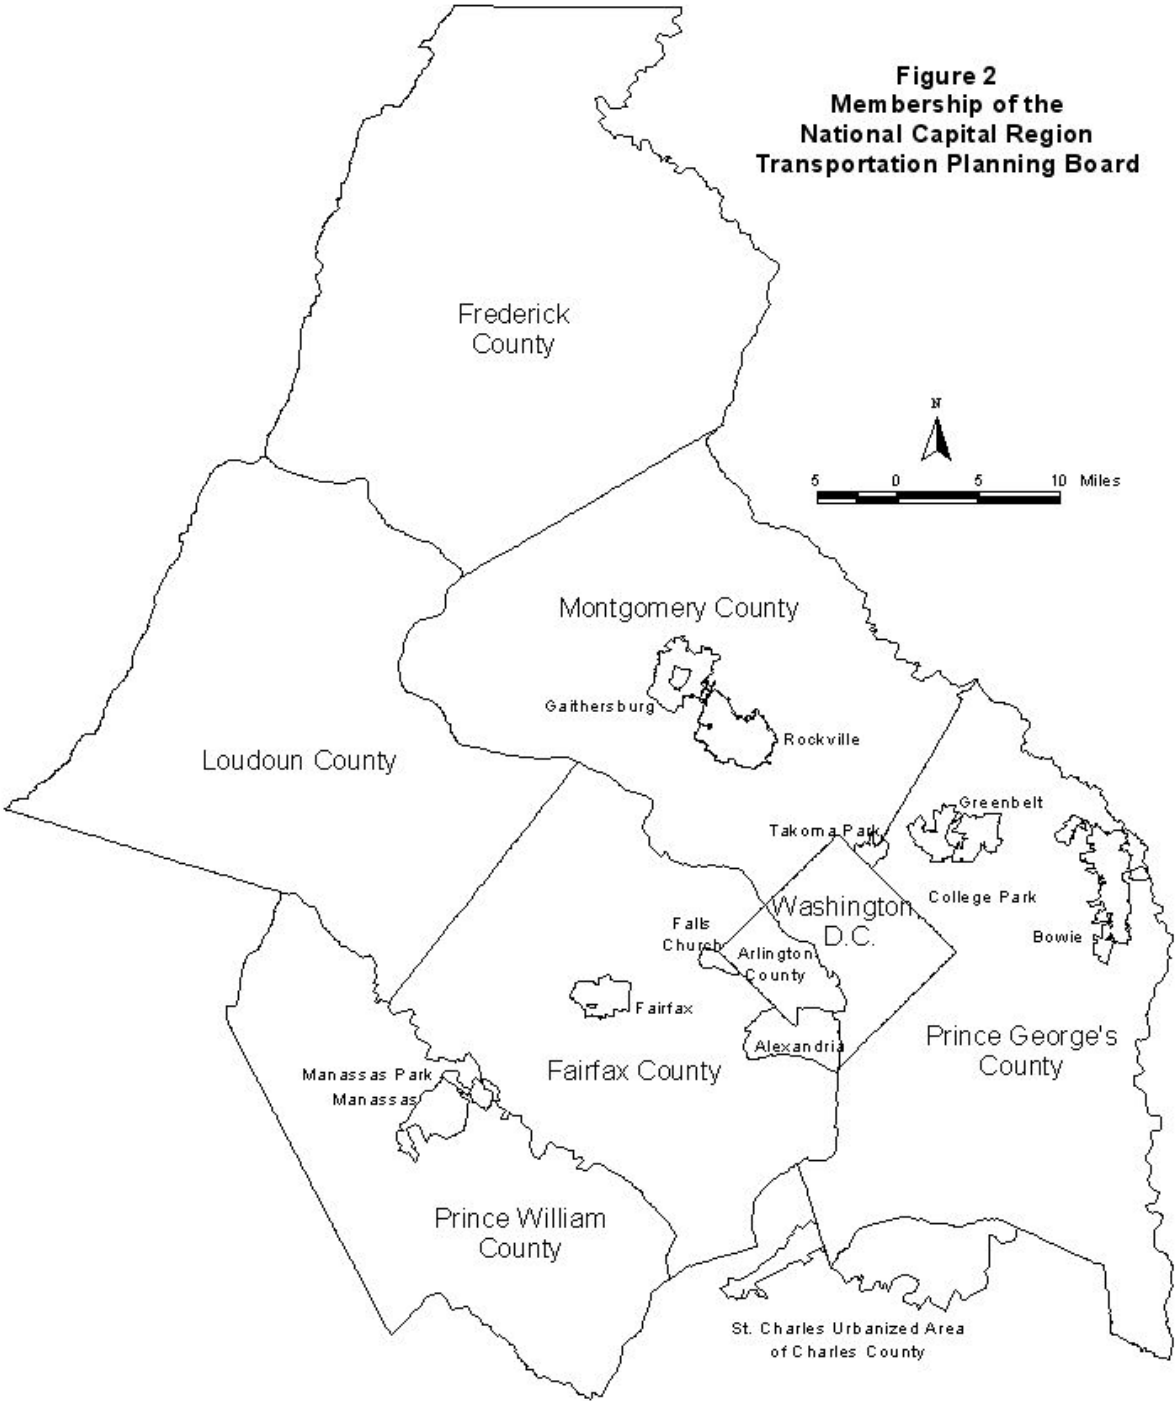 Figure 2
Membership of the
National Capital Region
Transportation Planning Board
Frederick
County
N
5 0 5 10 Miles
Montgomery County
Gaithersburg
Rockville
Loudoun County
Greenbelt
Takoma Park
College Park
Washington
D.C.
Falls
Church
Bowie
Arlington
County
Fairfax
Prince George's
County
Alexandria
Fairfax County
Manassas Park
Manassas
Prince William
County
St. Charles Urbanized Area
of Charles County